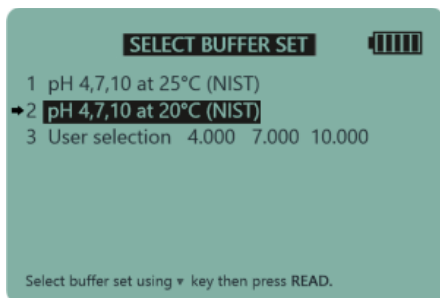 SELECT BUFFER SET
1 pH 4,7,10 at 25°C (NIST)
2 pH 4,7,10 at 20°C (NIST)
3 User selection 4.000 7.000 10.000
Select buffer set using ▾ key then press READ.